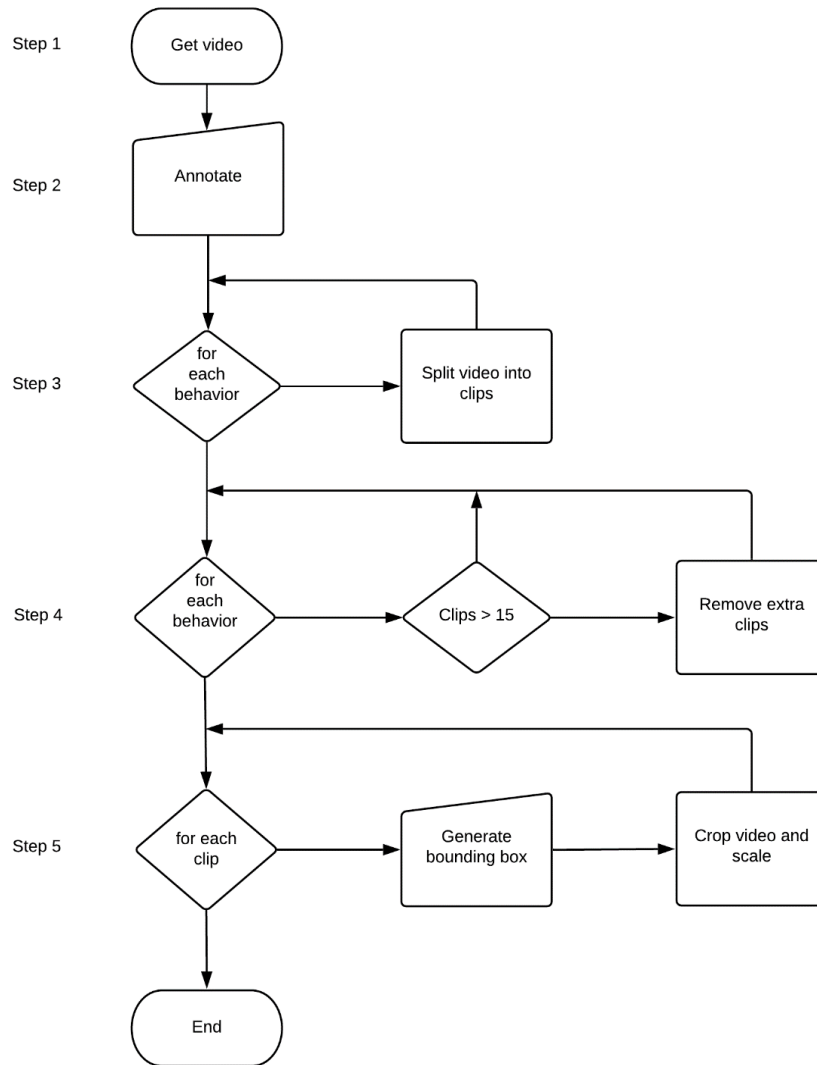 Step 1
Get video
Step 2
Annotate
Step 3
for
each
behavior
Split video into
clips
Step 4
for
each
behavior
Clips > 15
Remove extra
clips
Step 5
for each
clip
Generate
bounding box
Crop video and
scale
End